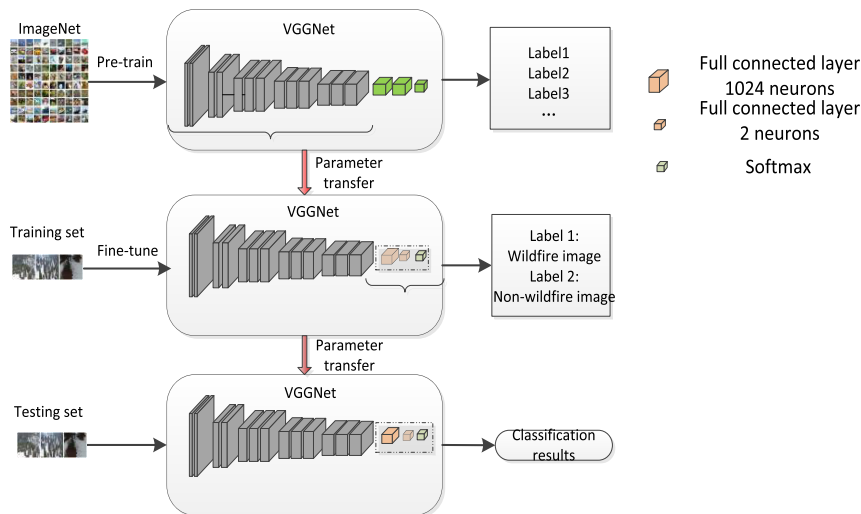 ImageNet
Pre-train
VGGNet
Label1
Label2
Label3
...
Full connected layer
1024 neurons
Full connected layer
2 neurons
Softmax
Parameter
transfer
Training set
Fine-tune
VGGNet
Label 1:
Wildfire image
Label 2:
Non-wildfire image
Parameter
transfer
Testing set
VGGNet
Classification
results